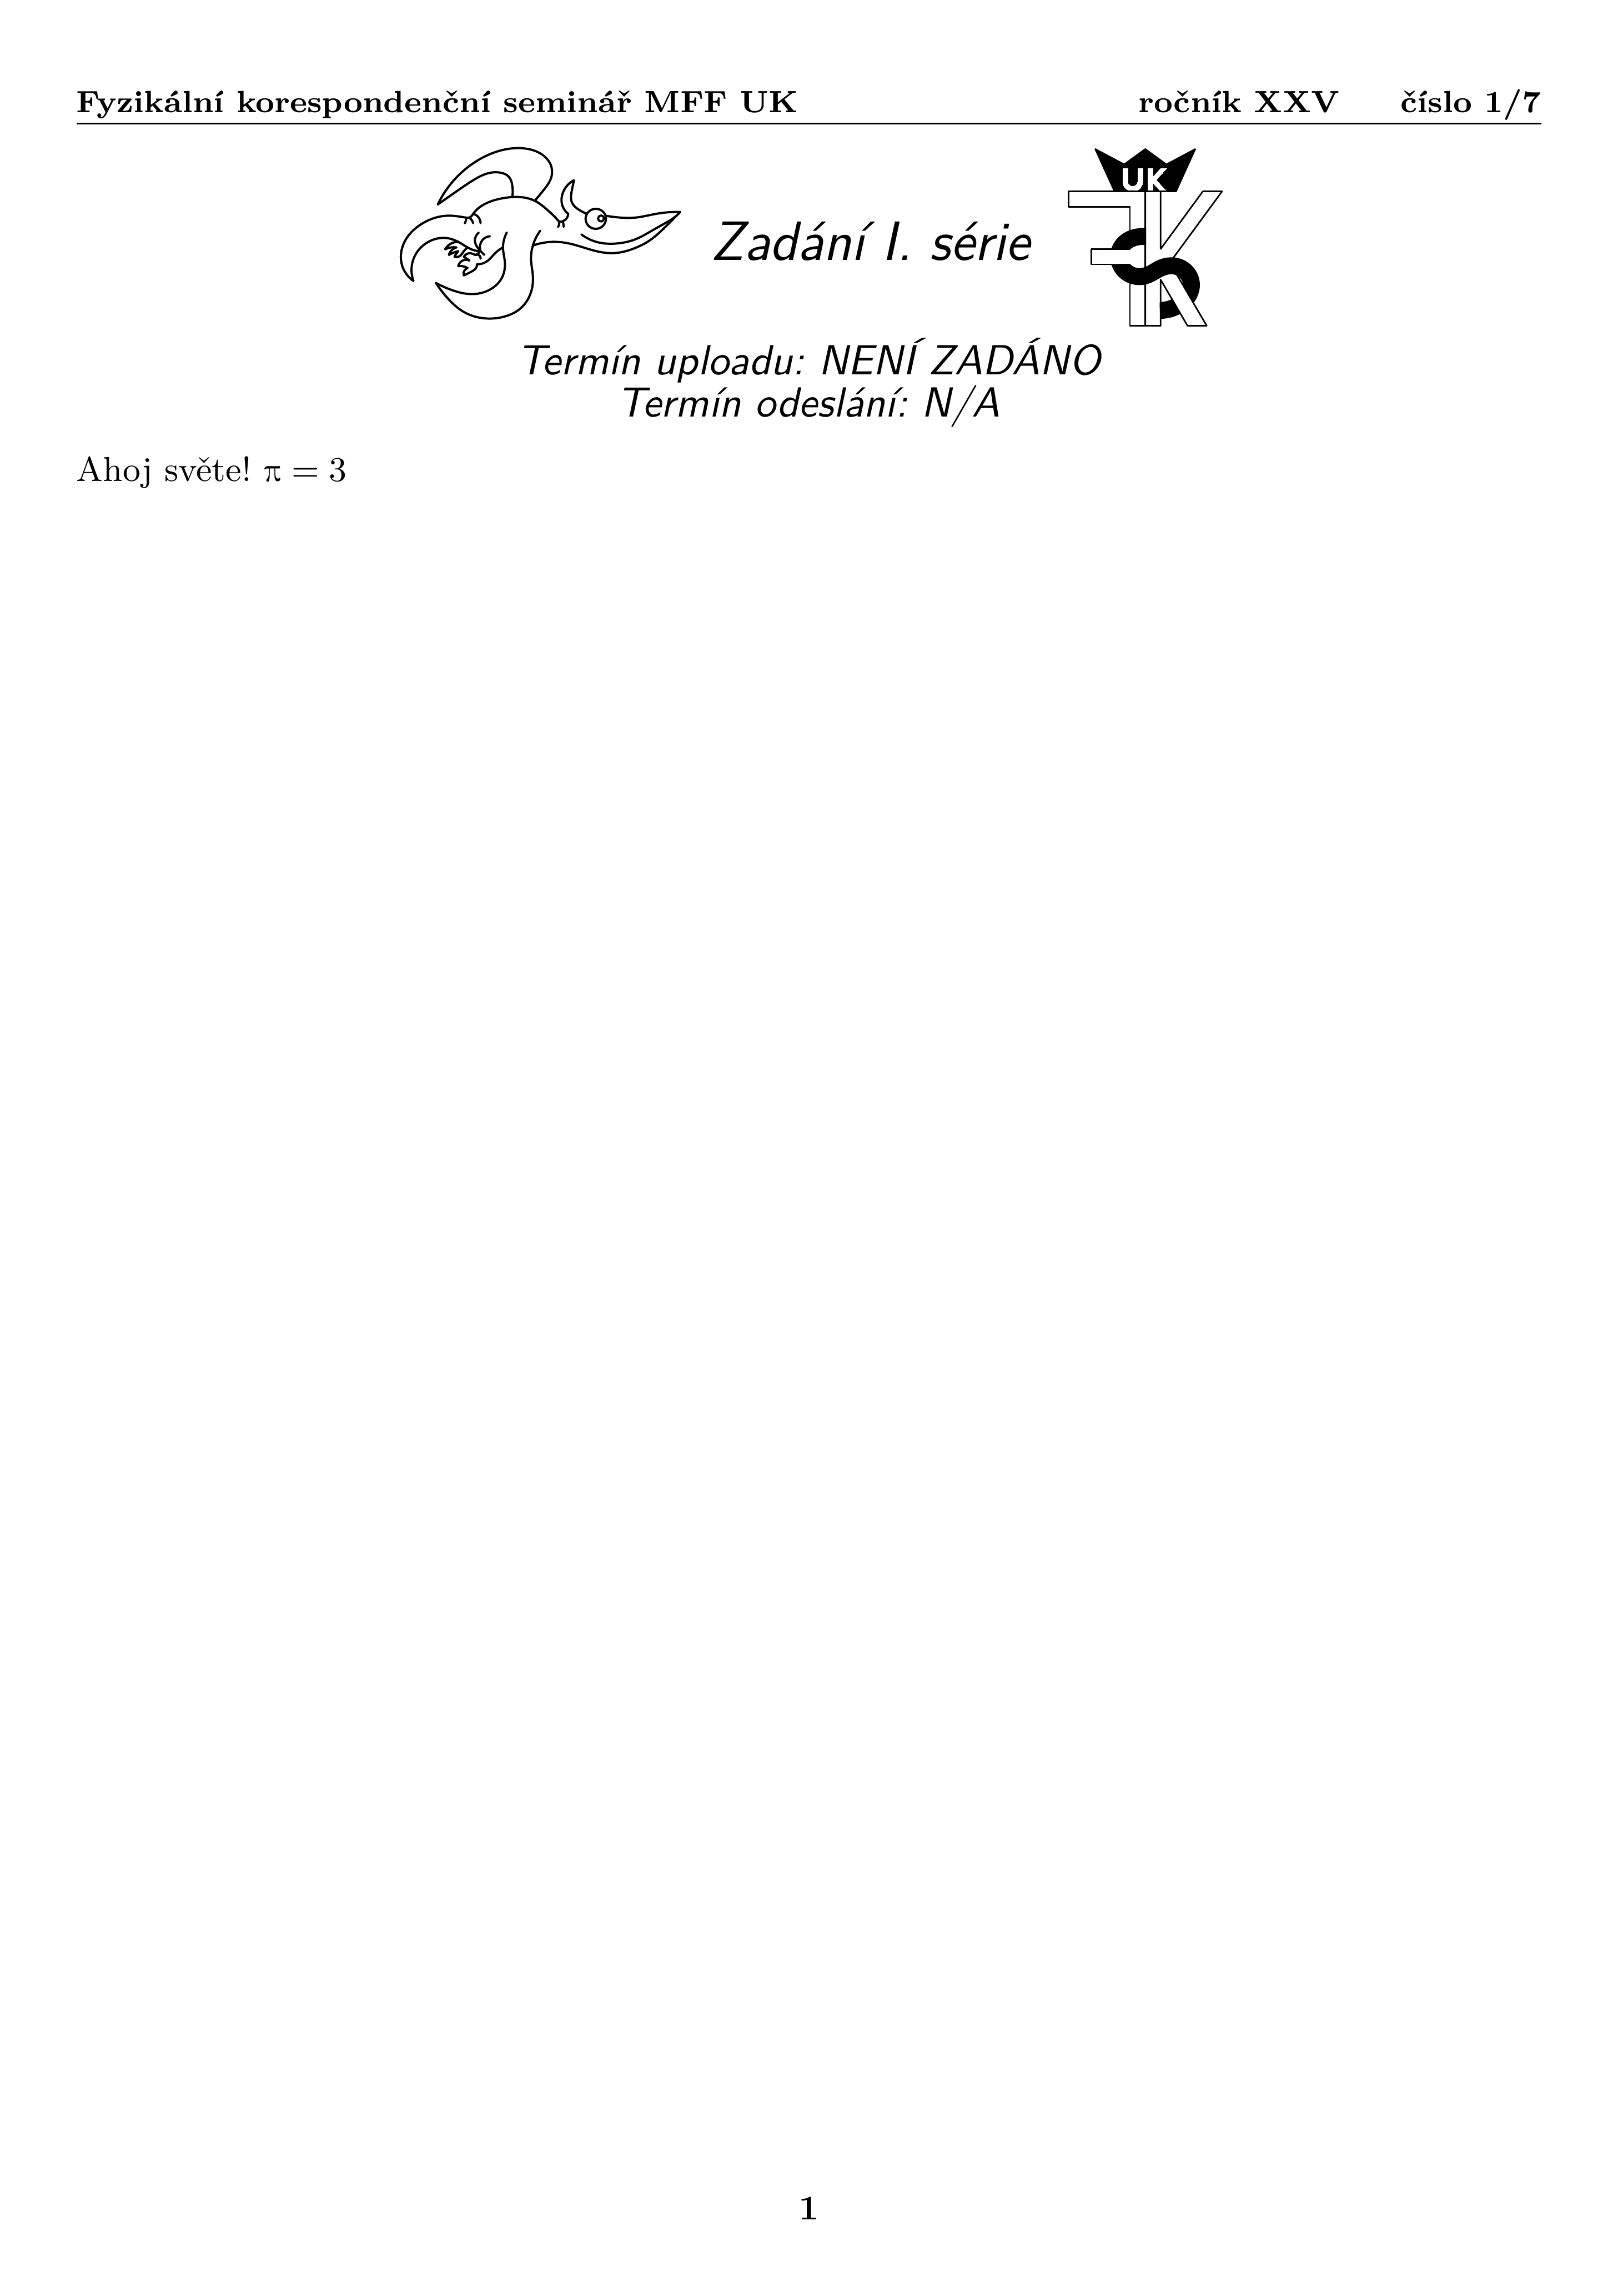 Fyzikální korespondenční seminář MFF UK ročník XXV číslo 1/7
UK
Zadání I. série
FKS
Termín uploadu: NENÍ ZADÁNO
Termín odeslání: N/A
Ahoj světe! π = 3
1